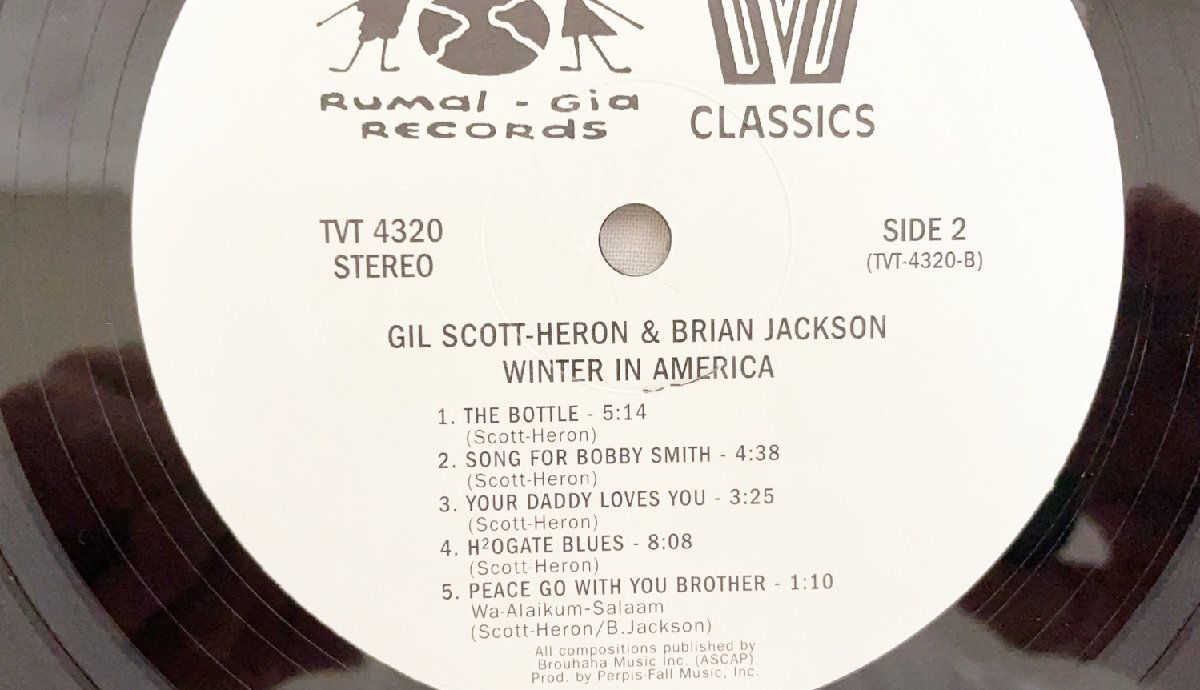 Rumal - Gia
RECORds
CLASSICS
TVT 4320
STEREO
SIDE 2
(TVT-4320-B)
GIL SCOTT-HERON & BRIAN JACKSON
WINTER IN AMERICA
1. THE BOTTLE - 5:14
(Scott-Heron)
2. SONG FOR BOBBY SMITH - 4:38
(Scott-Heron)
3. YOUR DADDY LOVES YOU - 3:25
(Scott-Heron)
4. H²OGATE BLUES - 8:08
(Scott-Heron)
5. PEACE GO WITH YOU BROTHER - 1:10
Wa-Alaikum-Salaam
(Scott-Heron/B.Jackson)
All compositions published by
Brouhaha Music Inc. (ASCAP)
Prod. by Perpis-Fall Music, Inc.